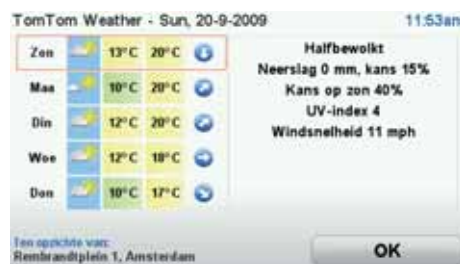 TomTom Weather - Sun, 20-9-2009 11:53am
Zon 13°C 20°C
Maa 10°C 20°C
Din 12°C 20°C
Woe 12°C 18°C
Don 10°C 17°C
Halfbewolkt
Neerslag 0 mm, kans 15%
Kans op zon 40%
UV-index 4
Windsnelheid 11 mph
Ten opzichte van:
Rembrandtplein 1, Amsterdam
OK